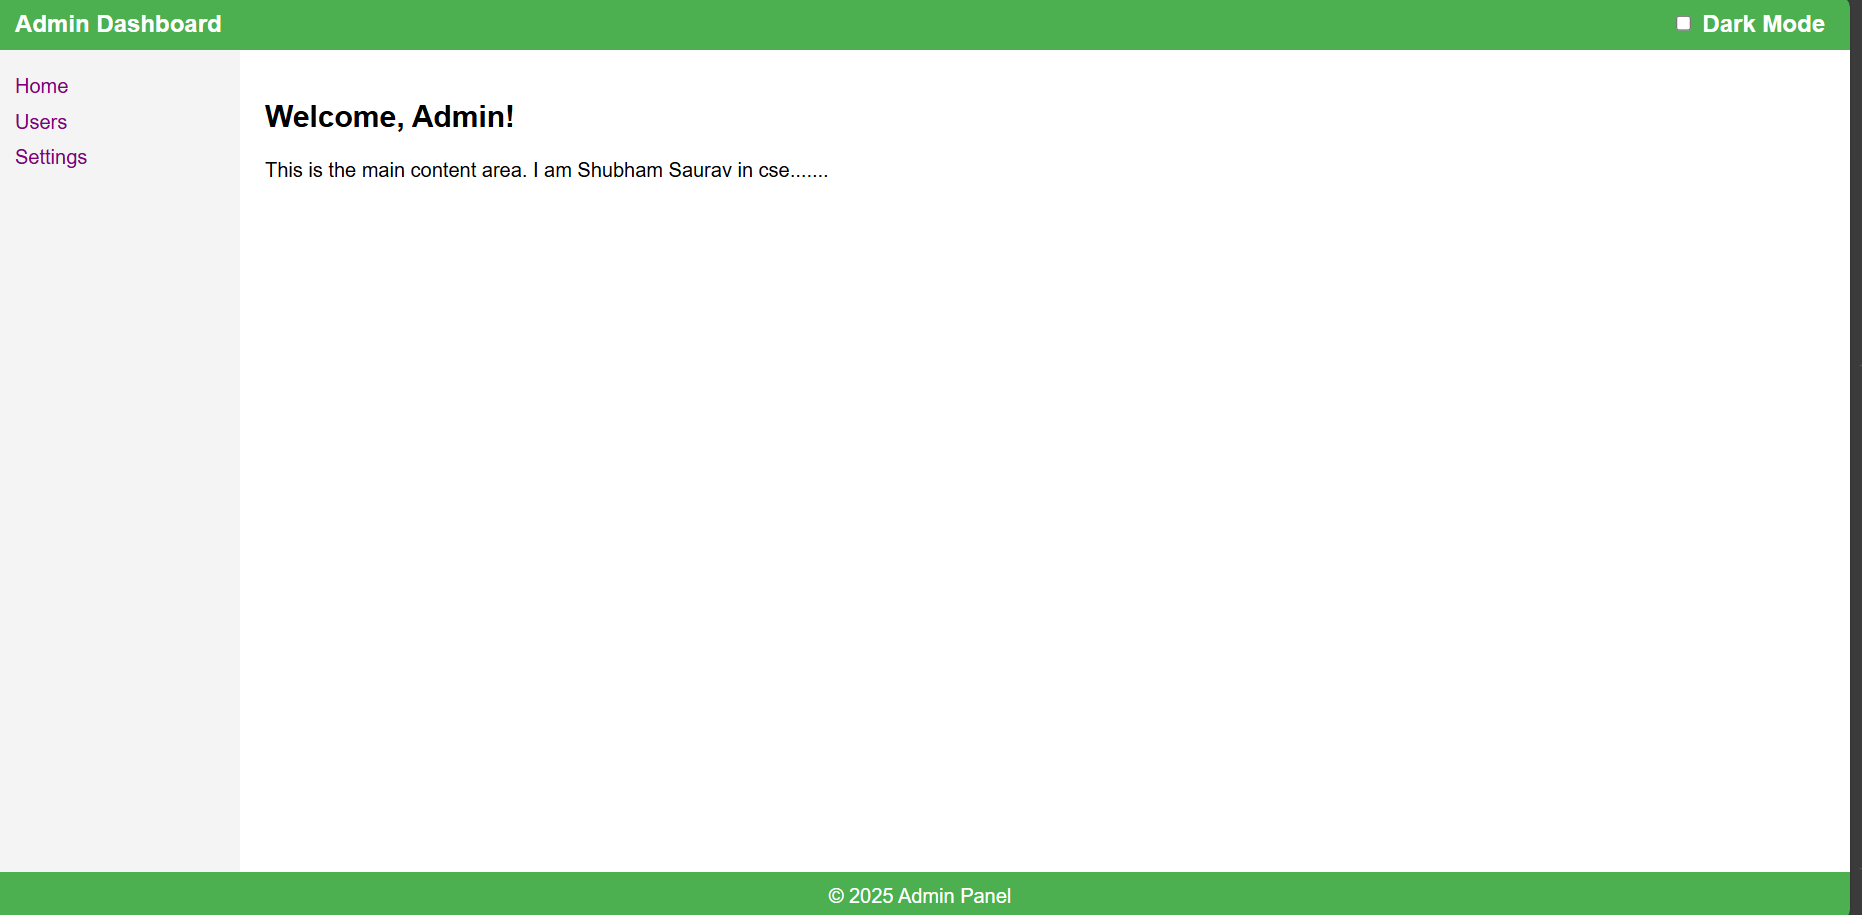 Admin Dashboard
Dark Mode
Home
Users
Settings
Welcome, Admin!
This is the main content area. I am Shubham Saurav in cse.......
© 2025 Admin Panel